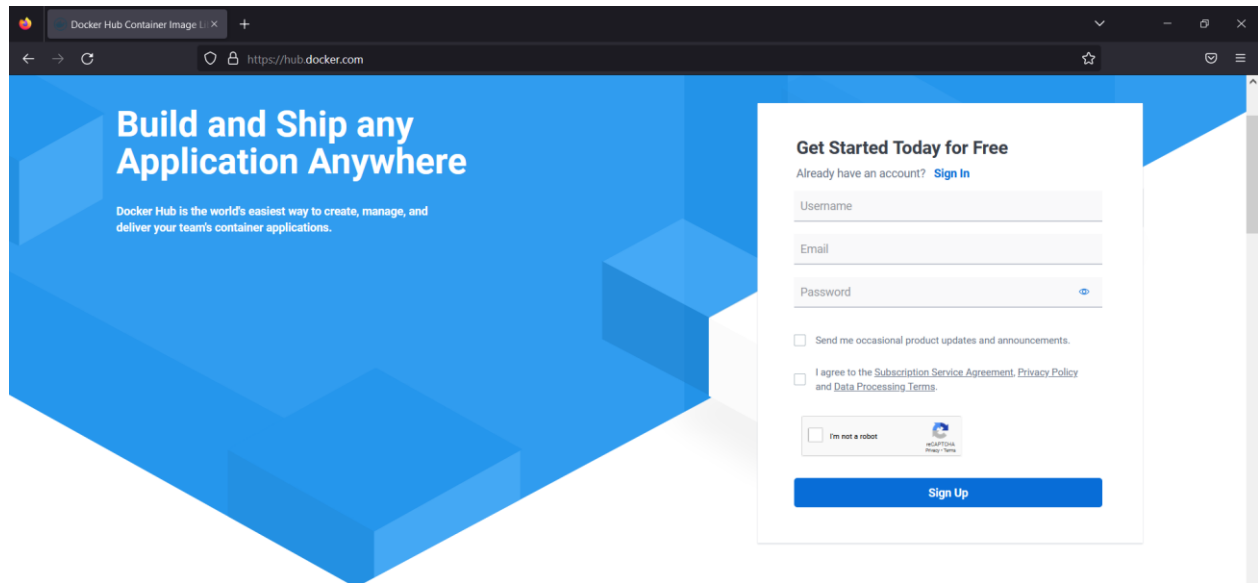 Docker Hub Container Image Li
https://hub.docker.com
Build and Ship any
Application Anywhere
Docker Hub is the world's easiest way to create, manage, and
deliver your team's container applications.
Get Started Today for Free
Already have an account? Sign In
Username
Email
Password
Send me occasional product updates and announcements.
I agree to the Subscription Service Agreement, Privacy Policy
and Data Processing Terms.
I'm not a robot
reCAPTCHA
Privacy - Terms
Sign Up